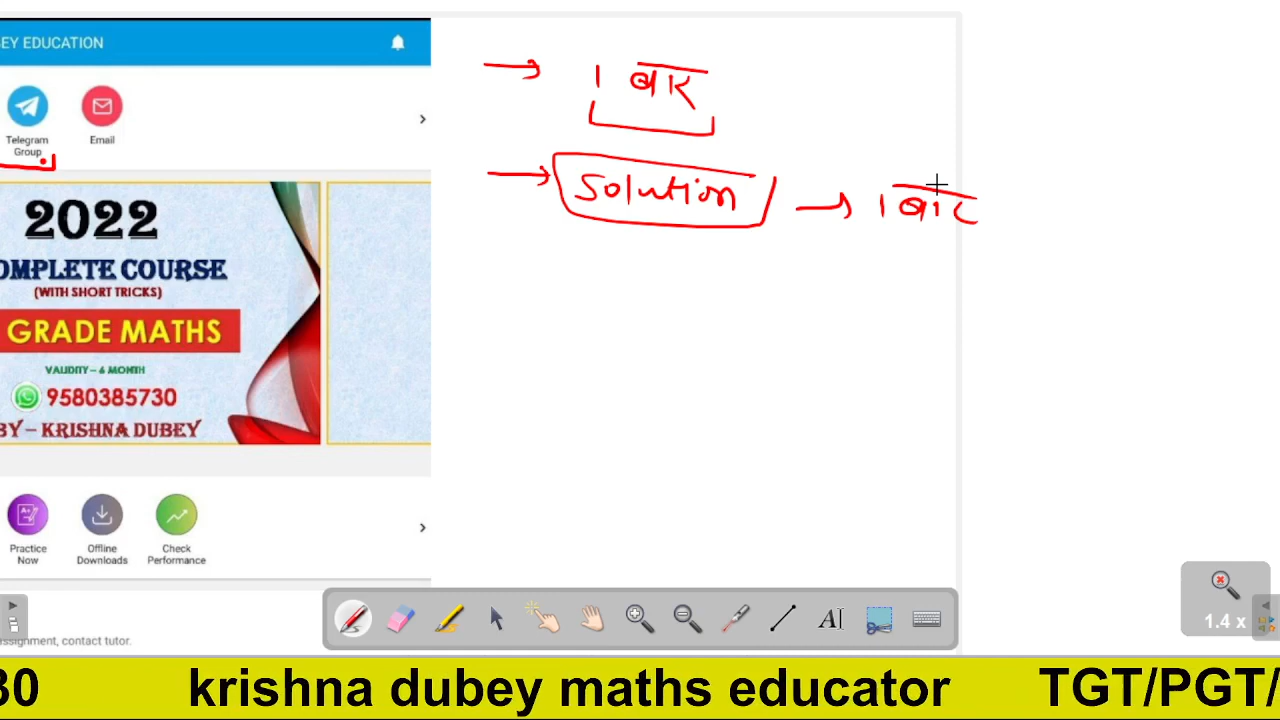 BEY EDUCATION
Telegram Group
Email
2022
OMPLETE COURSE
(WITH SHORT TRICKS)
GRADE MATHS
VALIDITY – 6 MONTH
9580385730
BY – KRISHNA DUBEY
Practice Now
Offline Downloads
Check Performance
ssignment, contact tutor.
→ 1 बार
→ Solution → 1 बार
1.4 x
30 krishna dubey maths educator TGT/PGT/